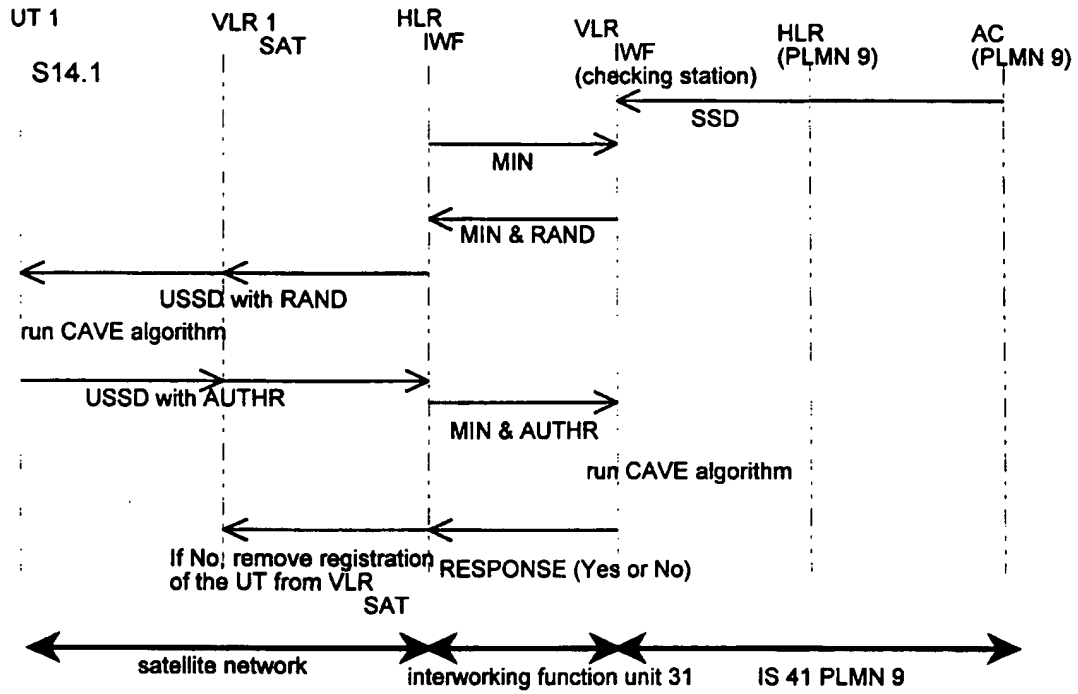 UT 1
VLR 1
SAT
HLR
IWF
VLR
IWF
(checking station)
HLR
(PLMN 9)
AC
(PLMN 9)
S14.1
SSD
MIN
MIN & RAND
USSD with RAND
run CAVE algorithm
USSD with AUTHR
MIN & AUTHR
run CAVE algorithm
If No, remove registration
of the UT from VLR
SAT
RESPONSE (Yes or No)
satellite network
interworking function unit 31
IS 41 PLMN 9